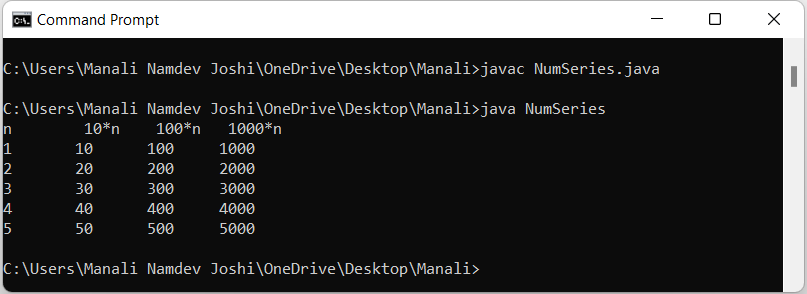 Command Prompt
C:\Users\Manali Namdev Joshi\OneDrive\Desktop\Manali>javac NumSeries.java
C:\Users\Manali Namdev Joshi\OneDrive\Desktop\Manali>java NumSeries
n        10*n    100*n   1000*n
1       10      100     1000
2       20      200     2000
3       30      300     3000
4       40      400     4000
5       50      500     5000
C:\Users\Manali Namdev Joshi\OneDrive\Desktop\Manali>